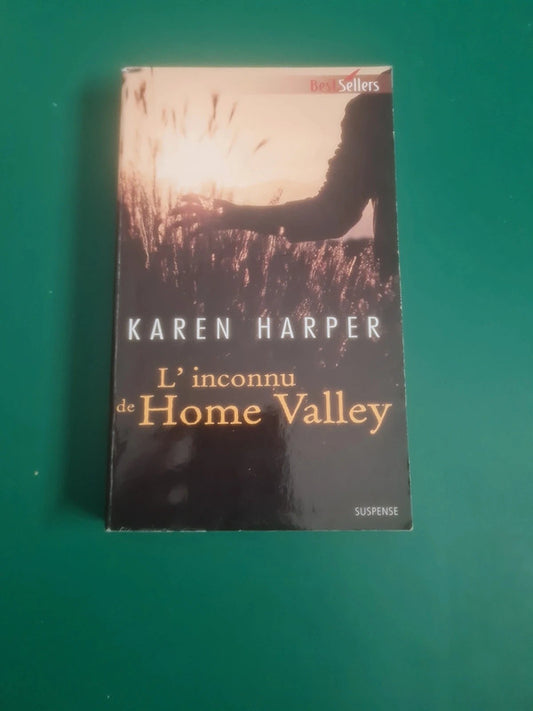 BestSellers
KAREN HARPER
L' inconnu
de Home Valley
SUSPENSE